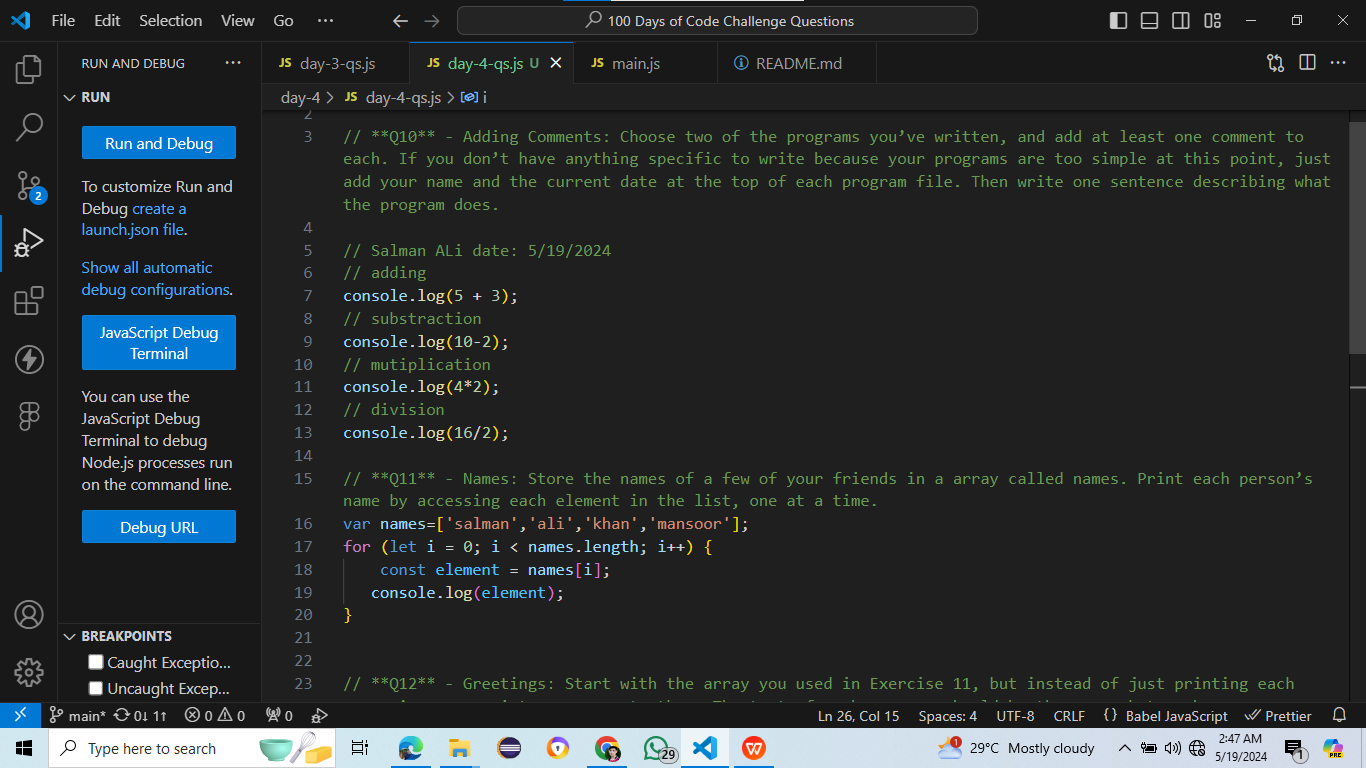 File Edit Selection View Go ···
100 Days of Code Challenge Questions
RUN AND DEBUG ···
JS day-3-qs.js
JS day-4-qs.js U
JS main.js
README.md
RUN
day-4 > JS day-4-qs.js > i
Run and Debug
To customize Run and
Debug create a
launch.json file.
Show all automatic
debug configurations.
JavaScript Debug
Terminal
You can use the
JavaScript Debug
Terminal to debug
Node.js processes run
on the command line.
Debug URL
BREAKPOINTS
Caught Exceptio...
Uncaught Excep...
2
2
3 // **Q10** - Adding Comments: Choose two of the programs you’ve written, and add at least one comment to
each. If you don’t have anything specific to write because your programs are too simple at this point, just
add your name and the current date at the top of each program file. Then write one sentence describing what
the program does.
4
5 // Salman ALi date: 5/19/2024
6 // adding
7 console.log(5 + 3);
8 // substraction
9 console.log(10-2);
10 // mutiplication
11 console.log(4*2);
12 // division
13 console.log(16/2);
14
15 // **Q11** - Names: Store the names of a few of your friends in a array called names. Print each person’s
name by accessing each element in the list, one at a time.
16 var names=['salman','ali','khan','mansoor'];
17 for (let i = 0; i < names.length; i++) {
18 const element = names[i];
19 console.log(element);
20 }
21
22
23 // **Q12** - Greetings: Start with the array you used in Exercise 11, but instead of just printing each
main* 0↓ 1↑ 0 0 0
Ln 26, Col 15 Spaces: 4 UTF-8 CRLF {} Babel JavaScript Prettier
Type here to search
29
29°C Mostly cloudy
1
2:47 AM
5/19/2024
1
PRE